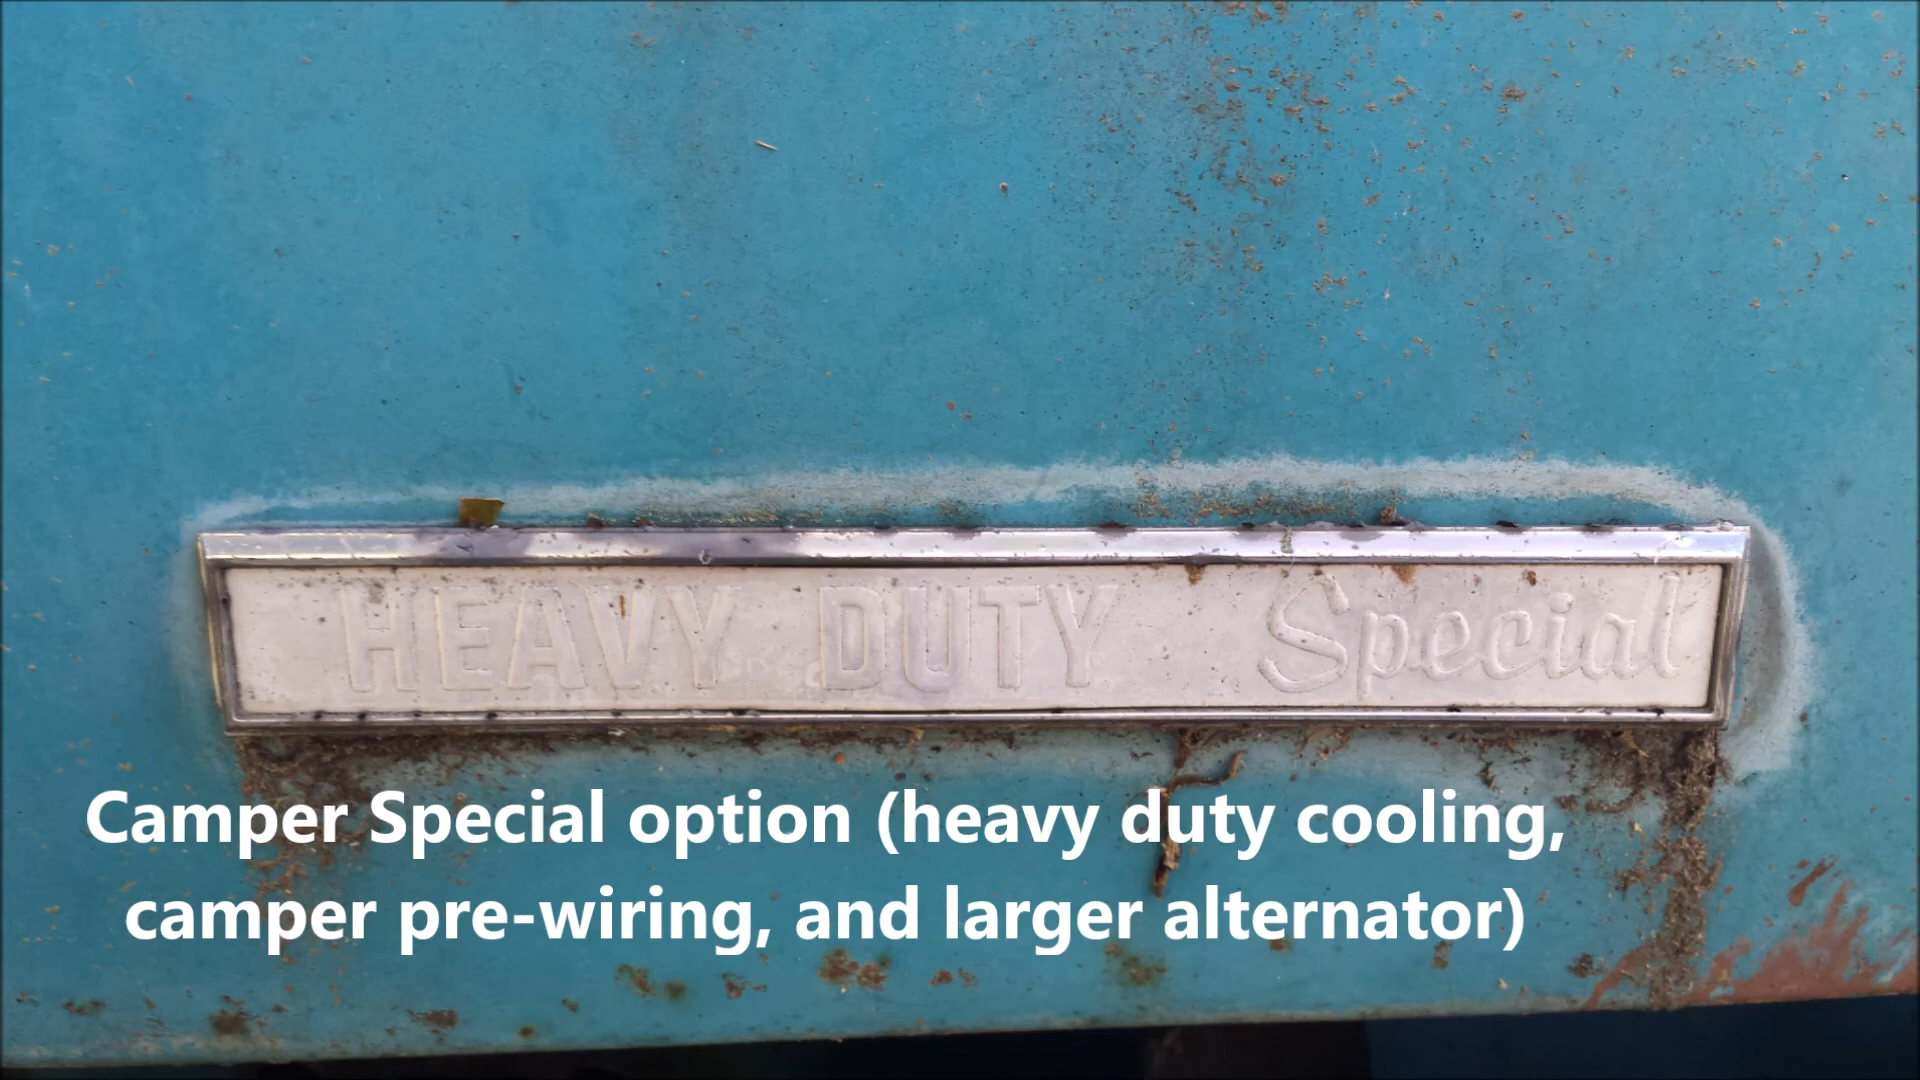 HEAVY DUTY Special
Camper Special option (heavy duty cooling,
camper pre-wiring, and larger alternator)